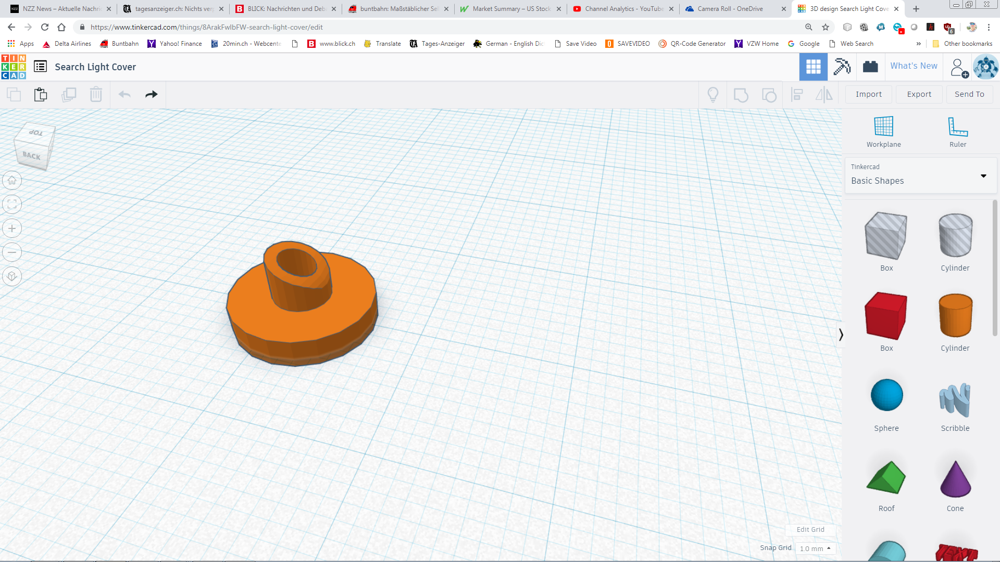 NZZ News – Aktuelle Nachri
tagesanzeiger.ch: Nichts verp
BLICK: Nachrichten und Deb
buntbahn: Maßstäblicher Sel
Market Summary – US Stock
Channel Analytics - YouTube
Camera Roll - OneDrive
3D design Search Light Cove
https://www.tinkercad.com/things/8ArakFwlbFW-search-light-cover/edit
Apps
Delta Airlines
Buntbahn
Yahoo! Finance
20min.ch - Webcente
www.blick.ch
Translate
Tages-Anzeiger
German - English Dic
Save Video
SAVEVIDEO
QR-Code Generator
VZW Home
Google
Web Search
»
Other bookmarks
TIN
KER
CAD
Search Light Cover
What's New
Import
Export
Send To
TOP
BACK
Workplane
Ruler
Tinkercad
Basic Shapes
Box
Cylinder
Box
Cylinder
Sphere
Scribble
Roof
Cone
TEXT
Edit Grid
Snap Grid
1.0 mm